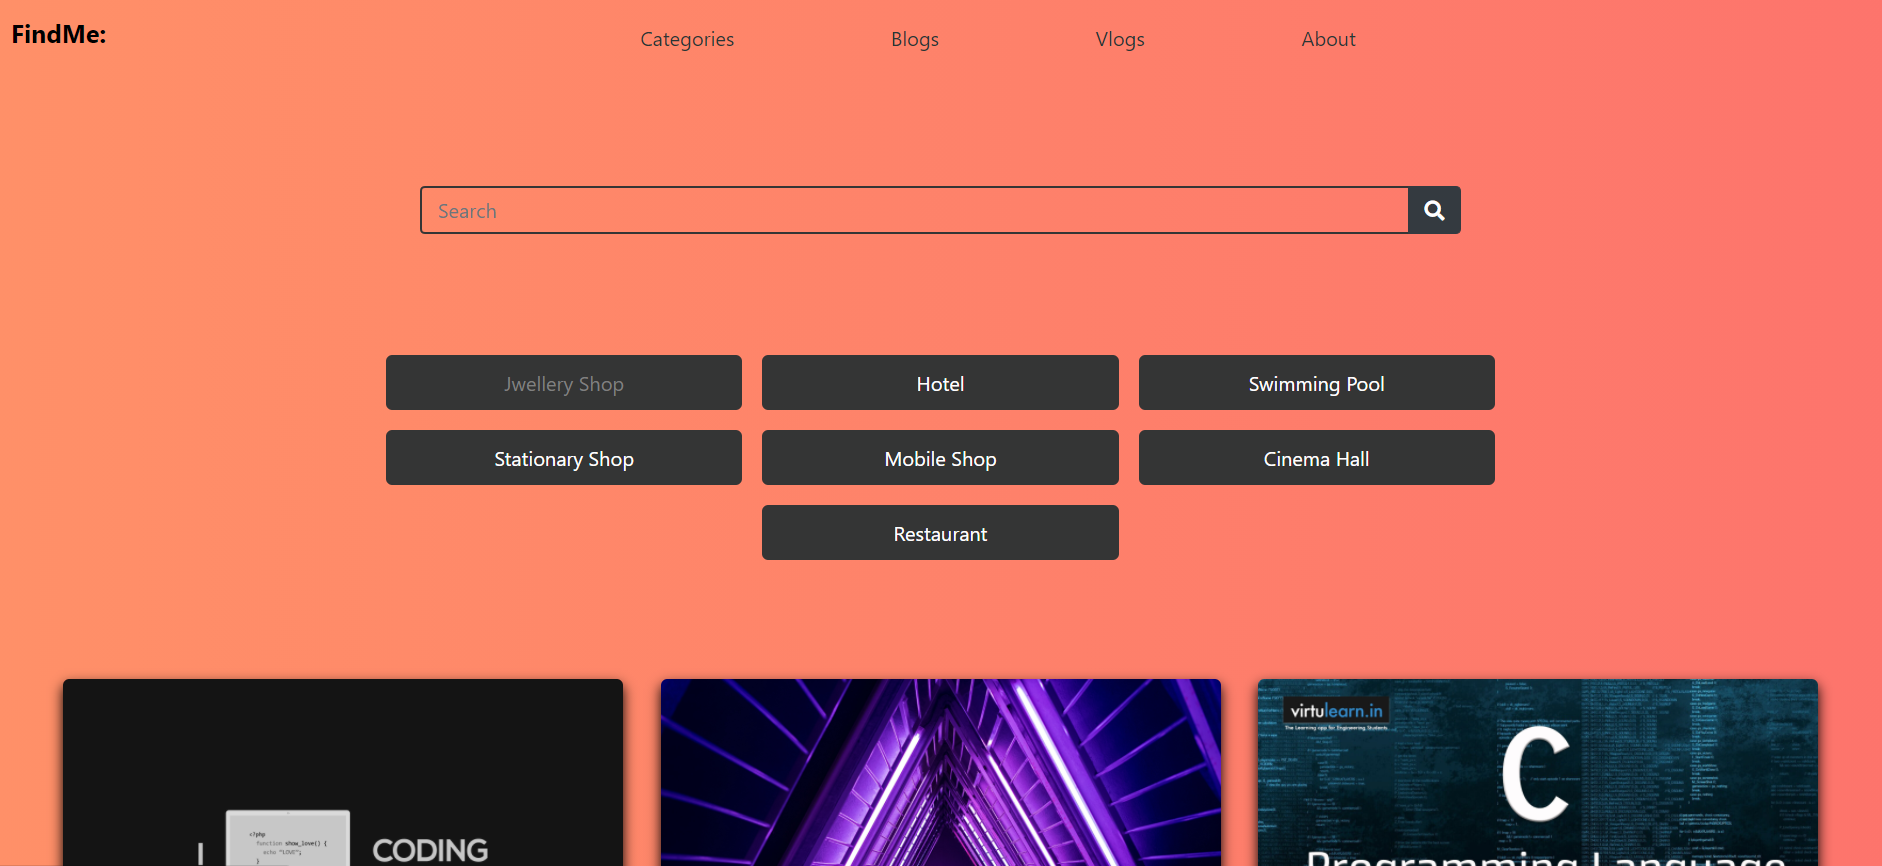 FindMe:
Categories Blogs Vlogs About
Search
Jwellery Shop Hotel Swimming Pool
Stationary Shop Mobile Shop Cinema Hall
Restaurant
virtulearn.in
The Learning app for Engineering Students
C
<?php
function show_love() {
echo "LOVE";
}
I CODING
Programming Language